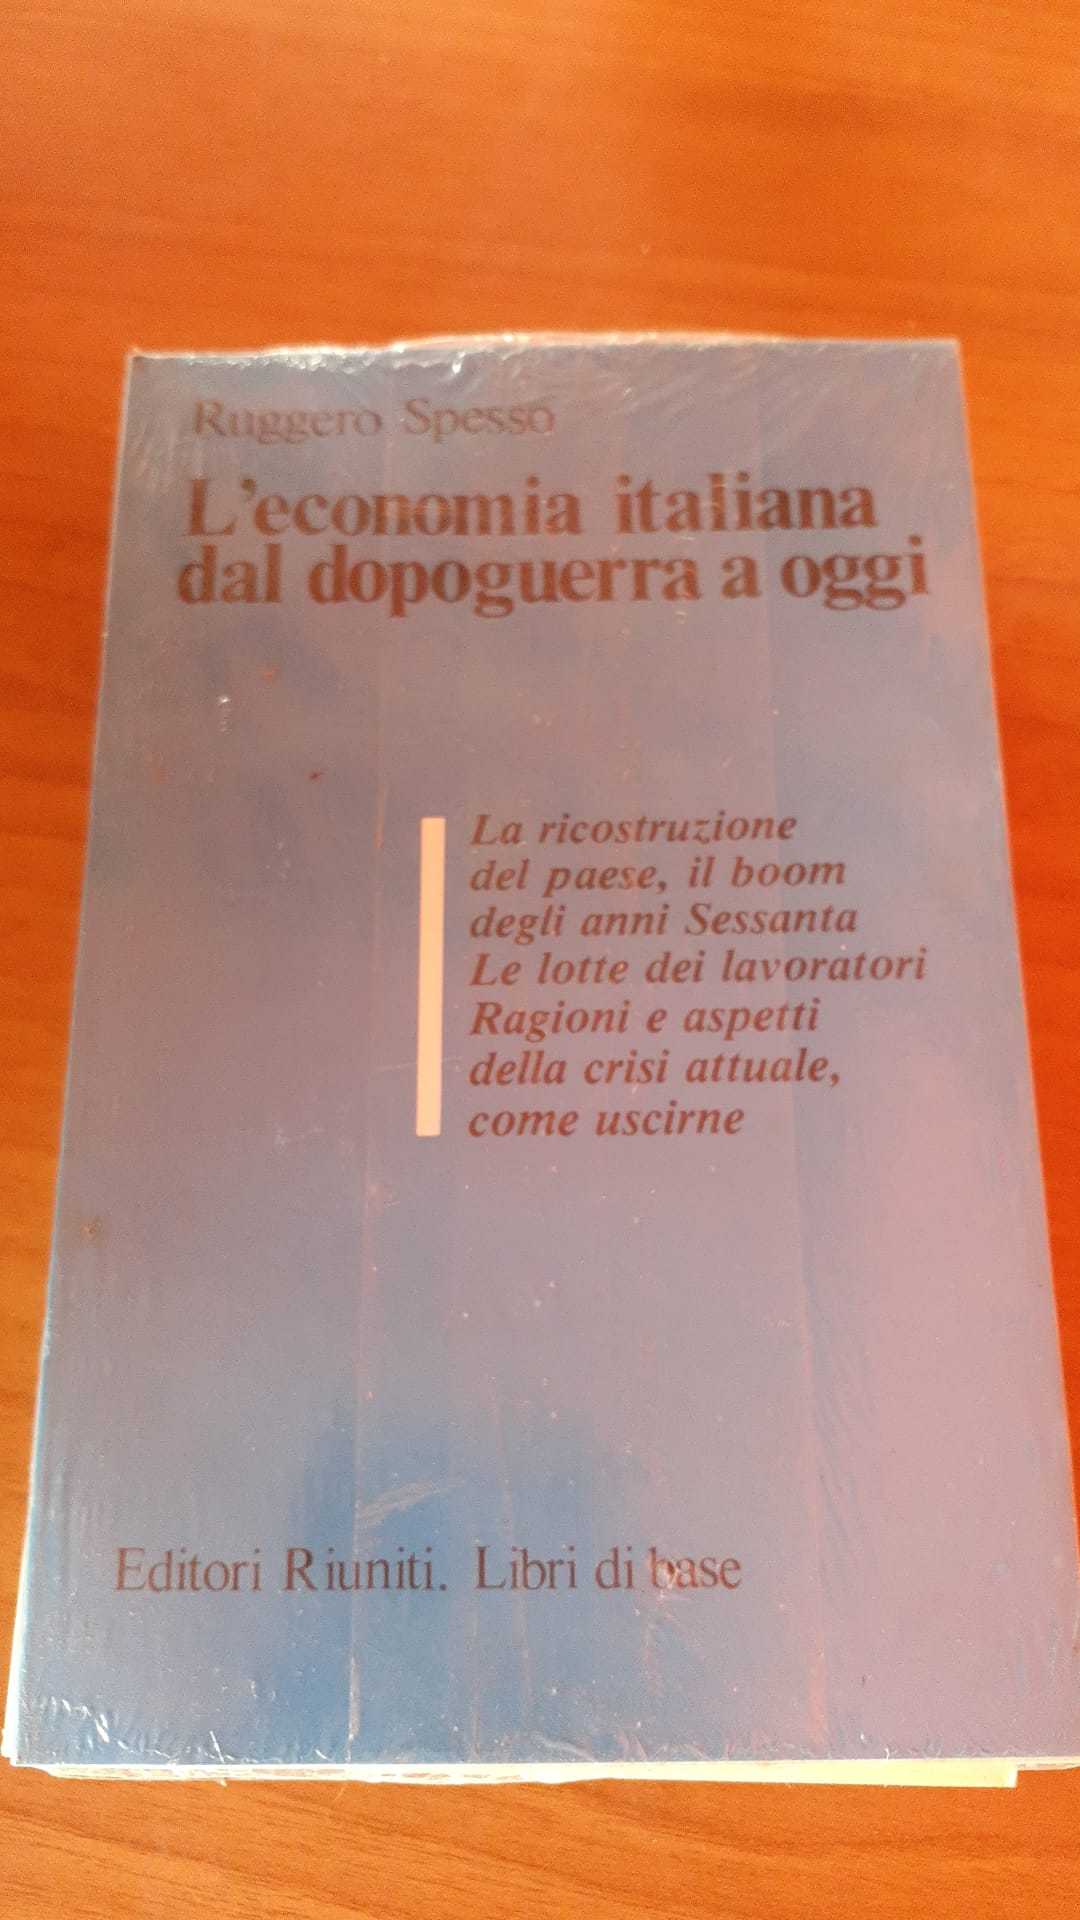 Ruggero Spesso
L'economia italiana
dal dopoguerra a oggi
La ricostruzione
del paese, il boom
degli anni Sessanta
Le lotte dei lavoratori
Ragioni e aspetti
della crisi attuale,
come uscirne
Editori Riuniti. Libri di base